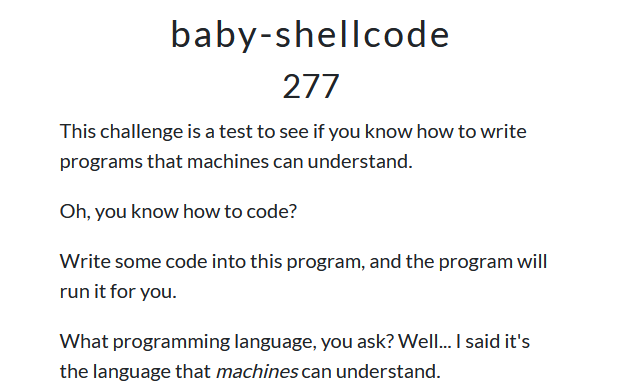 baby-shellcode
277
This challenge is a test to see if you know how to write
programs that machines can understand.
Oh, you know how to code?
Write some code into this program, and the program will
run it for you.
What programming language, you ask? Well... I said it's
the language that machines can understand.